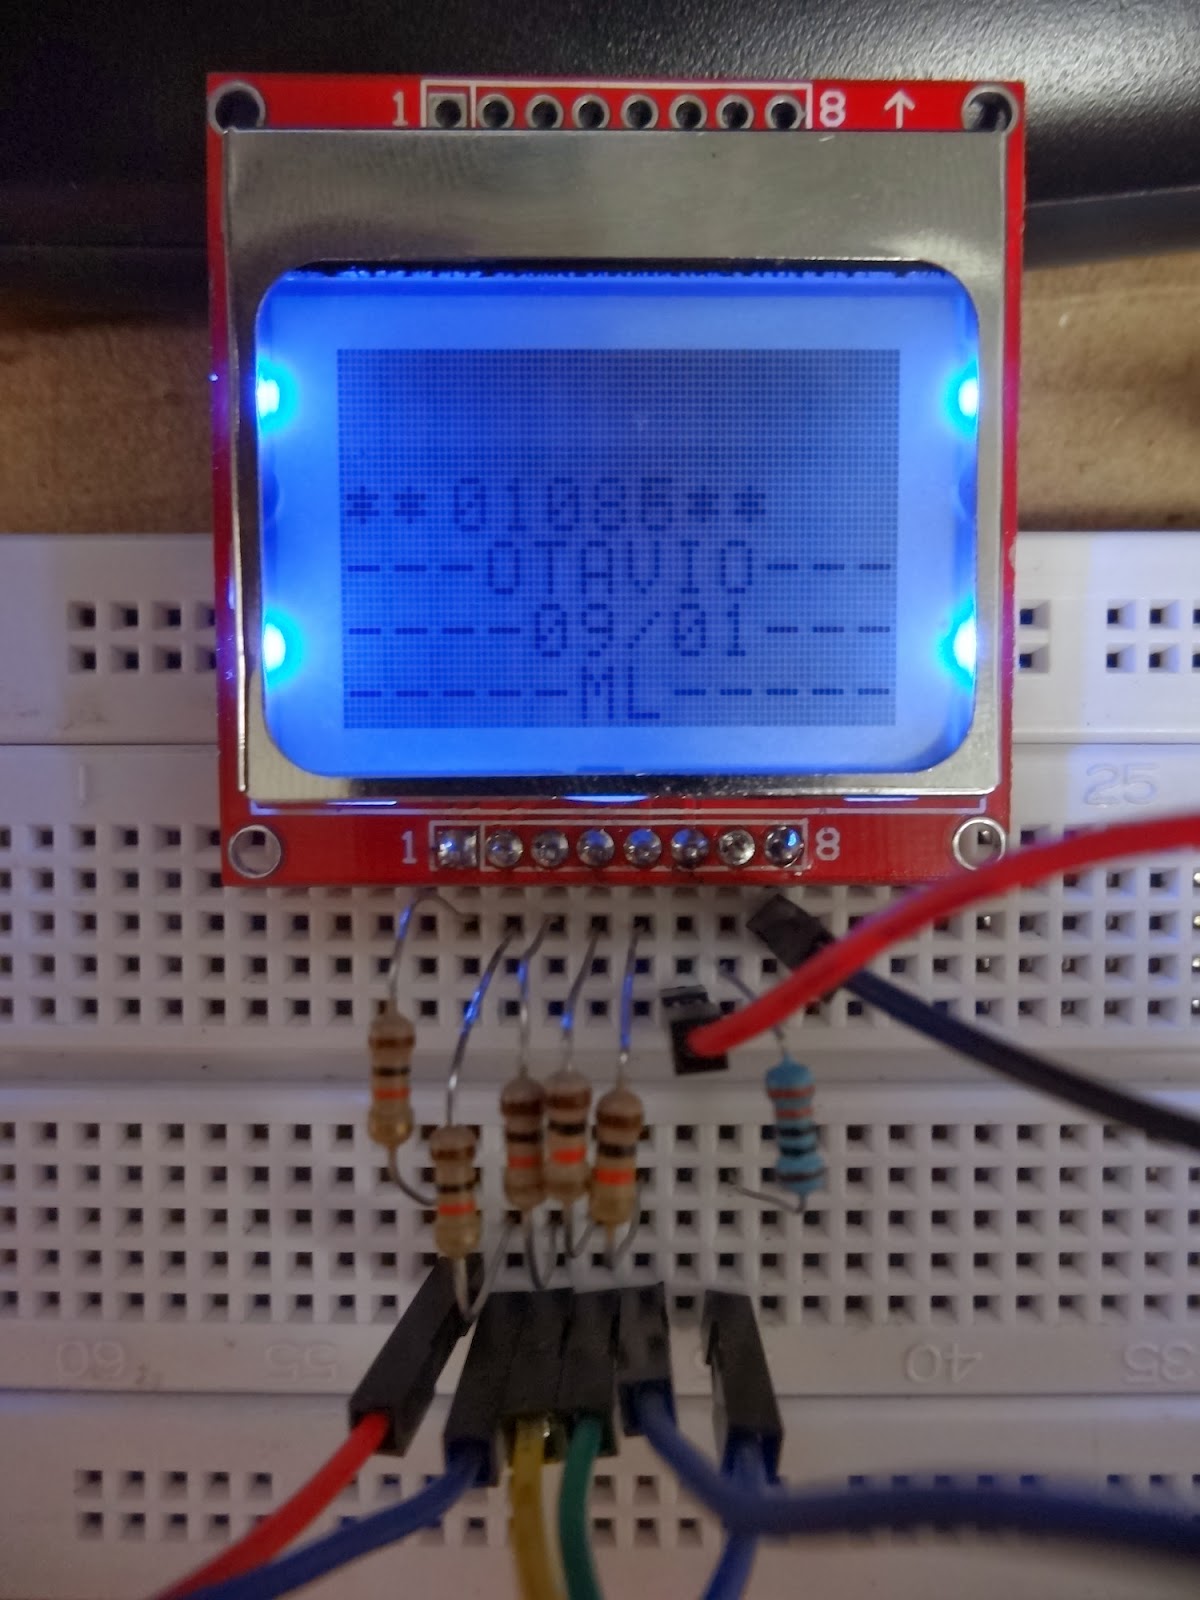 1 8 ↑
**01086**
---OTAVIO---
----09/01---
-----ML-----
1 8
25
60 55 40 35